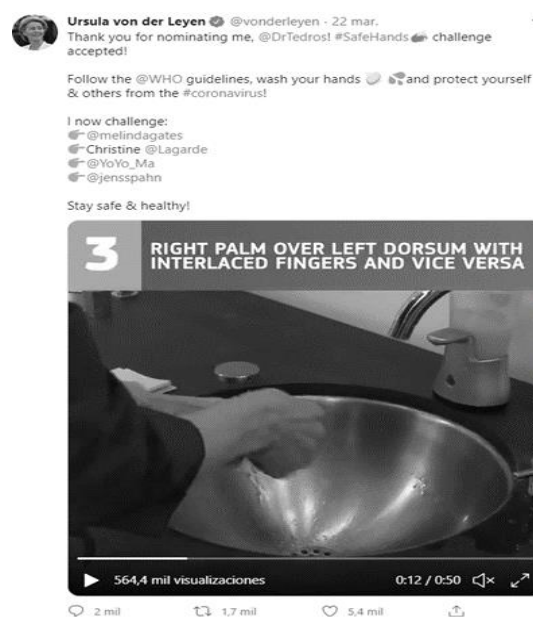 Ursula von der Leyen @vonderleyen · 22 mar.
Thank you for nominating me, @DrTedros! #SafeHands challenge
accepted!
Follow the @WHO guidelines, wash your hands and protect yourself
& others from the #coronavirus!
I now challenge:
@melindagates
Christine @Lagarde
@YoYo_Ma
@jensspahn
Stay safe & healthy!
3 RIGHT PALM OVER LEFT DORSUM WITH
INTERLACED FINGERS AND VICE VERSA
564,4 mil visualizaciones 0:12 / 0:50
2 mil 1,7 mil 5,4 mil